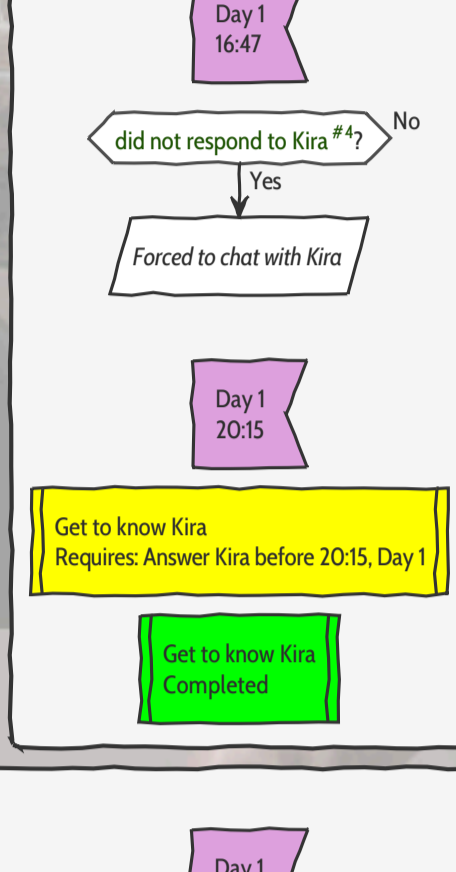 Day 1
16:47
did not respond to Kira #4?
No
Yes
Forced to chat with Kira
Day 1
20:15
Get to know Kira
Requires: Answer Kira before 20:15, Day 1
Get to know Kira
Completed
Day 1